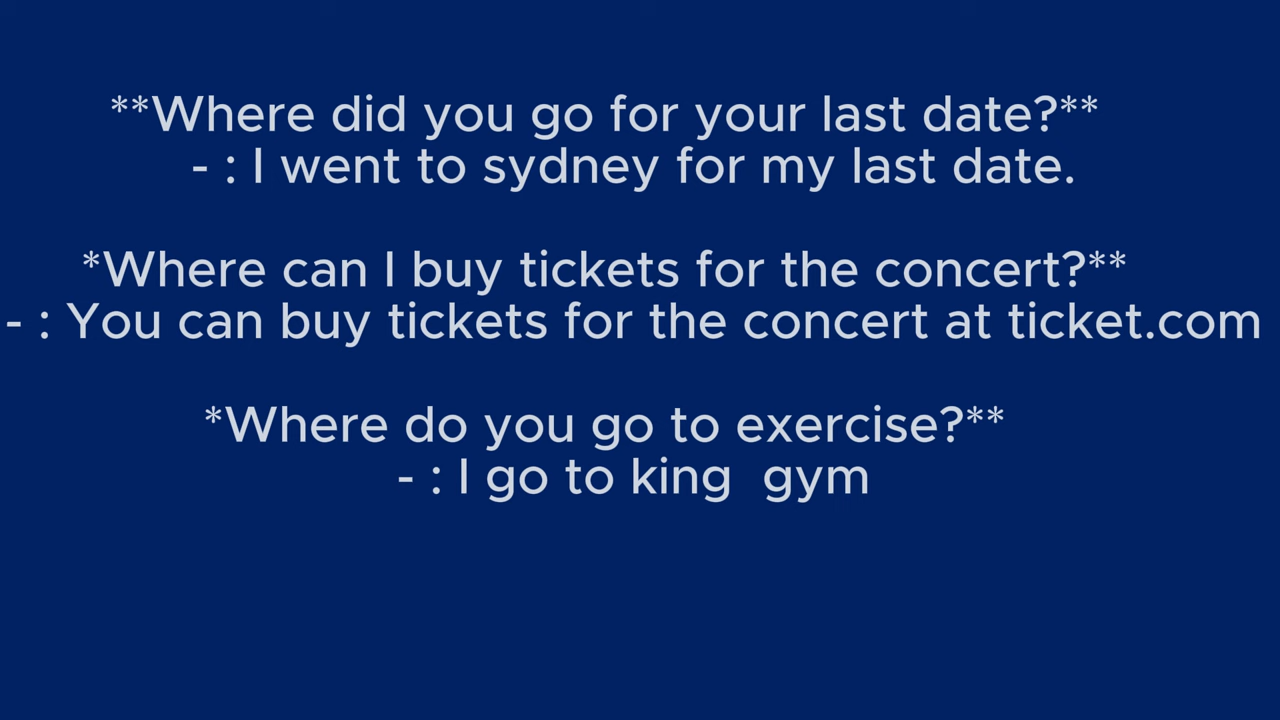 **Where did you go for your last date?**
- : I went to sydney for my last date.
*Where can I buy tickets for the concert?**
- : You can buy tickets for the concert at ticket.com
*Where do you go to exercise?**
- : I go to king  gym